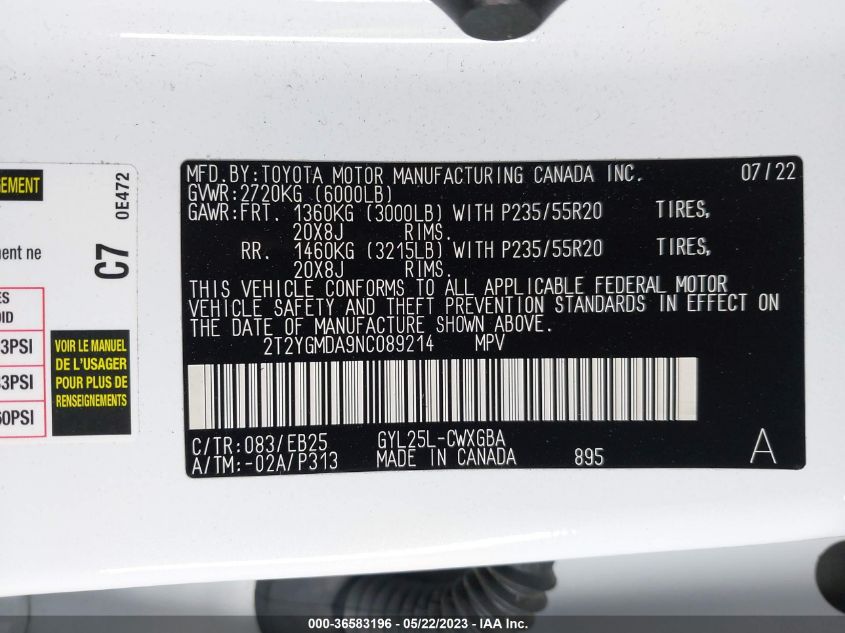 GEMENT
ment ne
C7
0E472
ES
OID
3PSI
3PSI
60PSI
VOIR LE MANUEL
DE L'USAGER
POUR PLUS DE
RENSEIGNEMENTS
MFD.BY:TOYOTA MOTOR MANUFACTURING CANADA INC. 07/22
GVWR:2720KG (6000LB)
GAWR:FRT. 1360KG (3000LB) WITH P235/55R20 TIRES,
20X8J RIMS.
RR. 1460KG (3215LB) WITH P235/55R20 TIRES,
20X8J RIMS.
THIS VEHICLE CONFORMS TO ALL APPLICABLE FEDERAL MOTOR
VEHICLE SAFETY AND THEFT PREVENTION STANDARDS IN EFFECT ON
THE DATE OF MANUFACTURE SHOWN ABOVE.
2T2YGMDA9NC089214 MPV
C/TR:083/EB25 GYL25L-CWXGBA
A/TM:-02A/P313 MADE IN CANADA 895 A
000-36583196 - 05/22/2023 - IAA Inc.